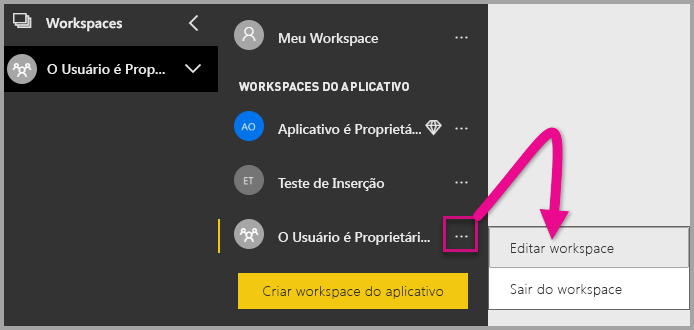 Workspaces
O Usuário é Prop...
Meu Workspace
...
WORKSPACES DO APLICATIVO
AO
Aplicativo é Proprietá...
...
ET
Teste de Inserção
...
O Usuário é Proprietári...
...
Criar workspace do aplicativo
Editar workspace
Sair do workspace